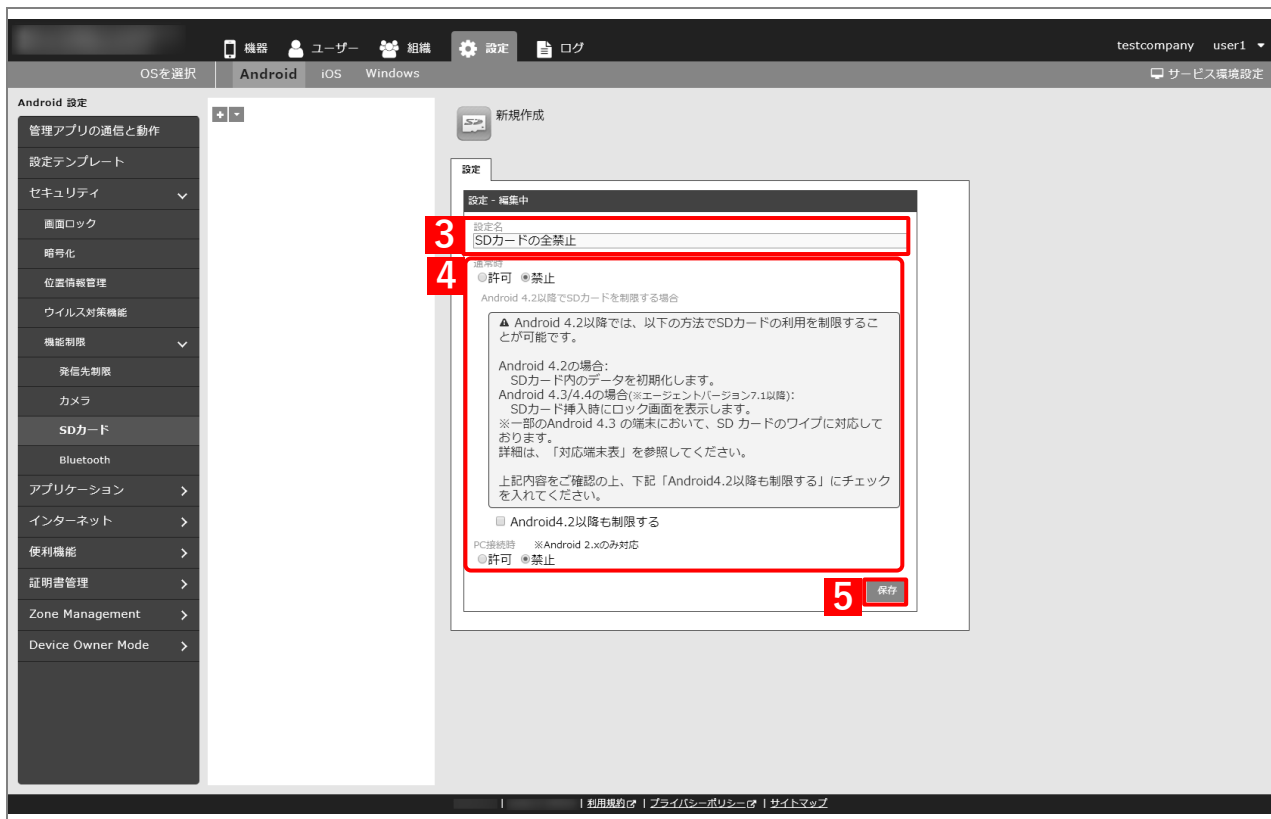 機器 ユーザー 組織 設定 ログ
testcompany user1
OSを選択 Android iOS Windows
サービス環境設定
Android 設定
管理アプリの通信と動作
設定テンプレート
セキュリティ
画面ロック
暗号化
位置情報管理
ウイルス対策機能
機能制限
発信先制限
カメラ
SDカード
Bluetooth
アプリケーション
インターネット
便利機能
証明書管理
Zone Management
Device Owner Mode
新規作成
設定
設定 - 編集中
3
設定名
SDカードの全禁止
4
通常時
許可 禁止
Android 4.2以降でSDカードを制限する場合
Android 4.2以降では、以下の方法でSDカードの利用を制限するこ
とが可能です。
Android 4.2の場合:
SDカード内のデータを初期化します。
Android 4.3/4.4の場合(※エージェントバージョン7.1以降):
SDカード挿入時にロック画面を表示します。
※一部のAndroid 4.3 の端末において、SD カードのワイプに対応して
おります。
詳細は、「対応端末表」を参照してください。
上記内容をご確認の上、下記「Android4.2以降も制限する」にチェック
を入れてください。
Android4.2以降も制限する
PC接続時 ※Android 2.xのみ対応
許可 禁止
5
保存
| | 利用規約 | プライバシーポリシー | サイトマップ